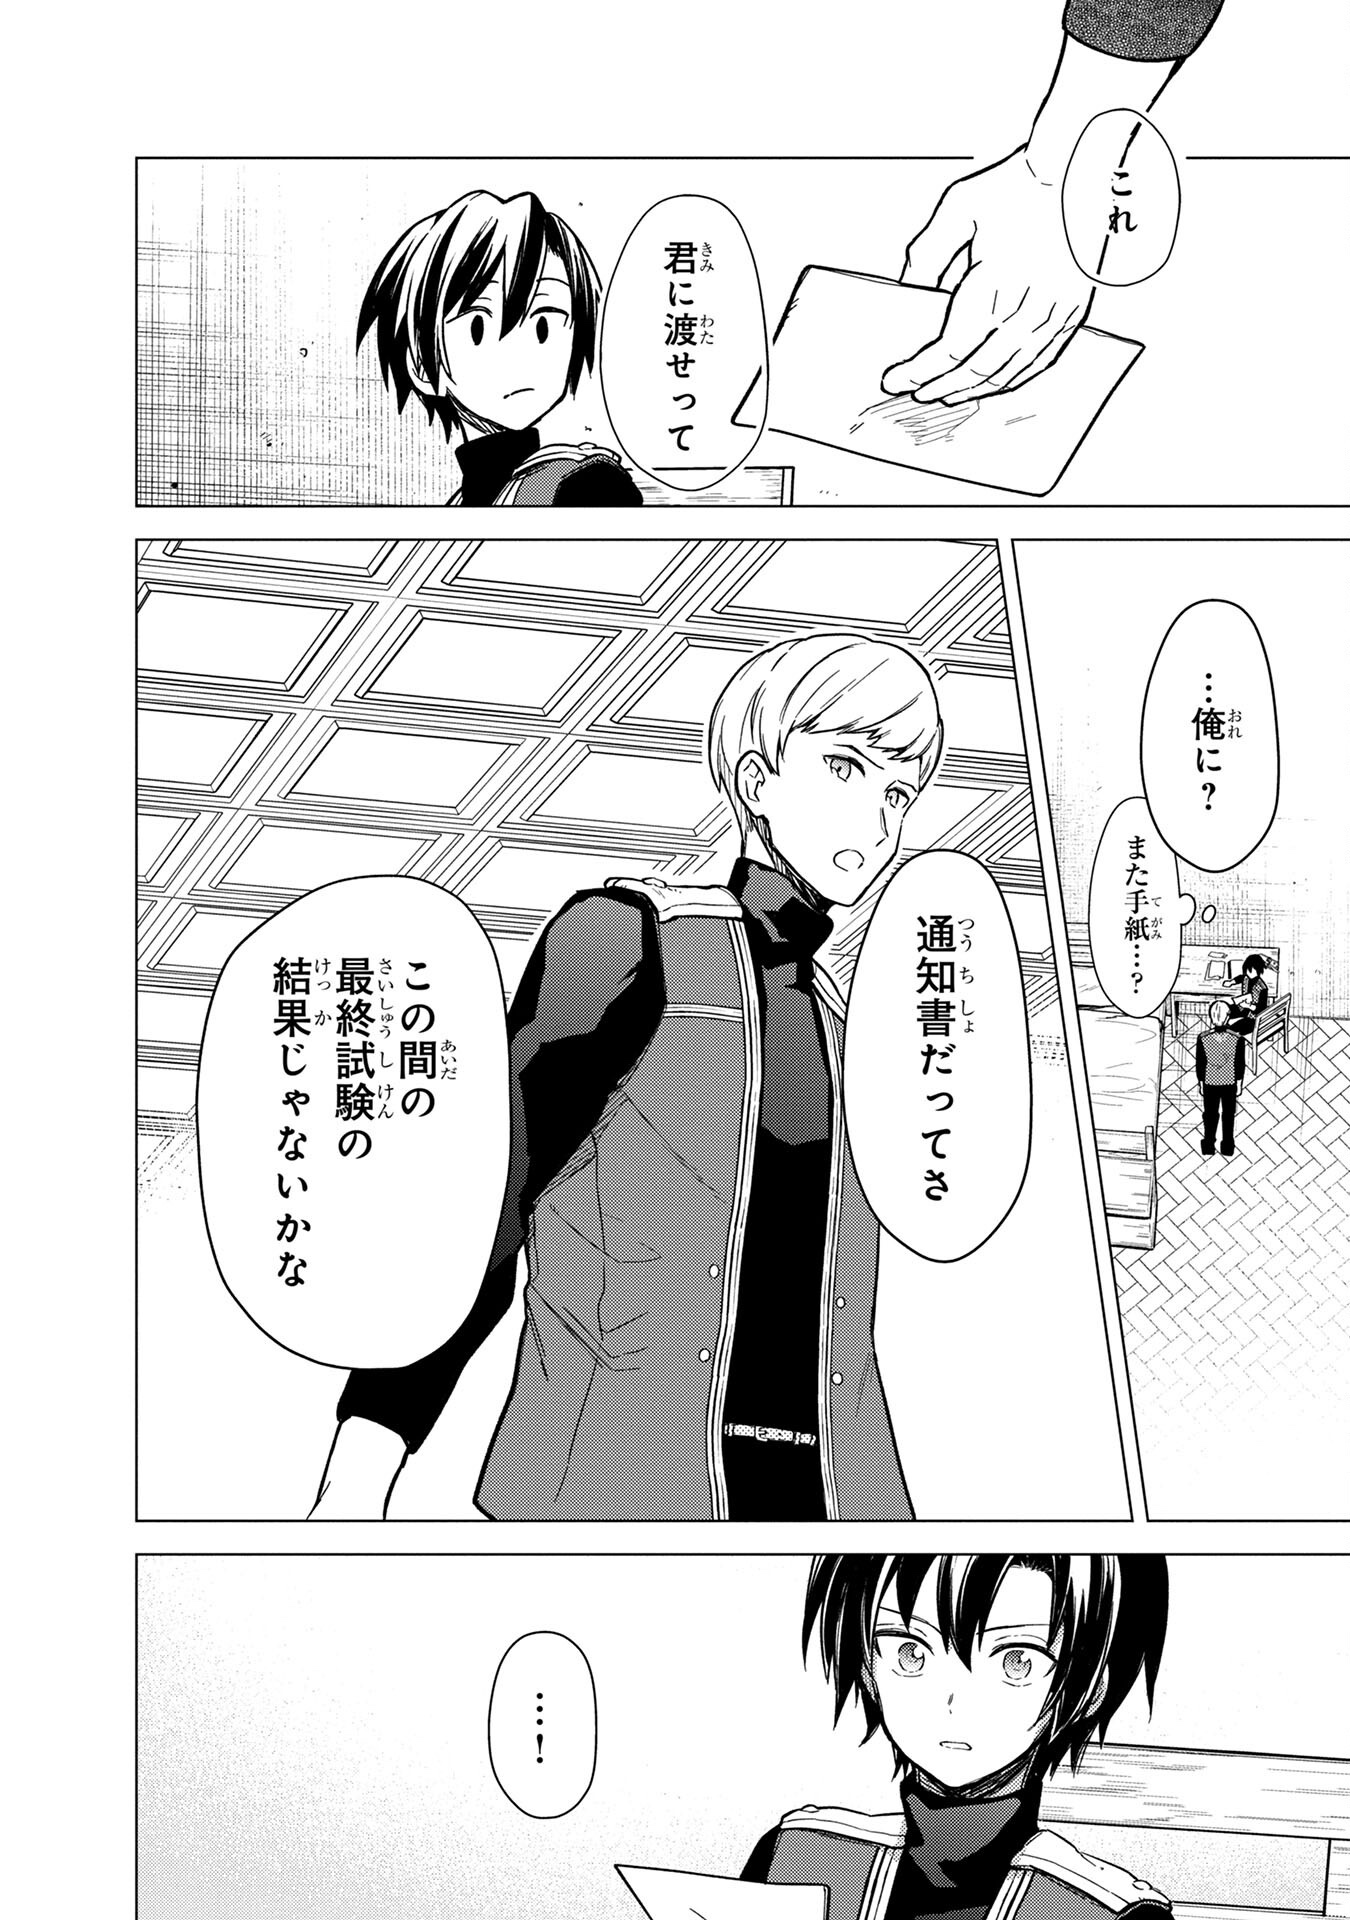 これ
君に渡せって
…俺に？
また手紙…？
通知書だってさ
この間の
最終試験の
結果じゃないかな
…！